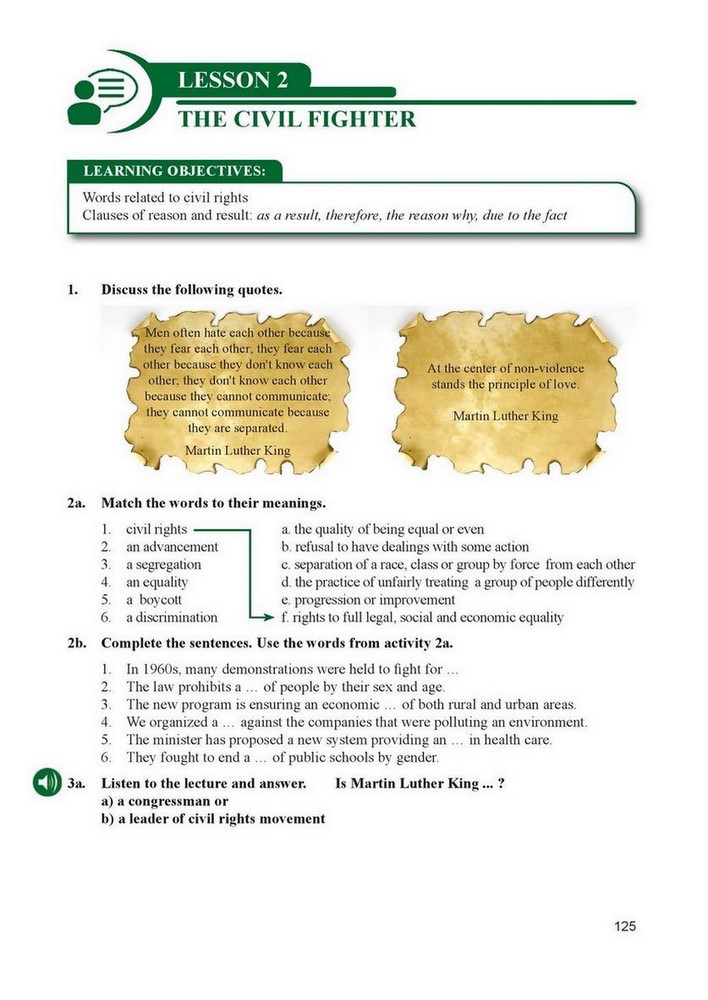 LESSON 2
THE CIVIL FIGHTER
LEARNING OBJECTIVES:
Words related to civil rights
Clauses of reason and result: as a result, therefore, the reason why, due to the fact
1. Discuss the following quotes.
Men often hate each other because
they fear each other; they fear each
other because they don't know each
other; they don't know each other
because they cannot communicate;
they cannot communicate because
they are separated.
Martin Luther King
At the center of non-violence
stands the principle of love.
Martin Luther King
2a. Match the words to their meanings.
1. civil rights a. the quality of being equal or even
2. an advancement b. refusal to have dealings with some action
3. a segregation c. separation of a race, class or group by force from each other
4. an equality d. the practice of unfairly treating a group of people differently
5. a boycott e. progression or improvement
6. a discrimination f. rights to full legal, social and economic equality
2b. Complete the sentences. Use the words from activity 2a.
1. In 1960s, many demonstrations were held to fight for …
2. The law prohibits a … of people by their sex and age.
3. The new program is ensuring an economic … of both rural and urban areas.
4. We organized a … against the companies that were polluting an environment.
5. The minister has proposed a new system providing an … in health care.
6. They fought to end a … of public schools by gender.
3a. Listen to the lecture and answer. Is Martin Luther King ... ?
a) a congressman or
b) a leader of civil rights movement
125